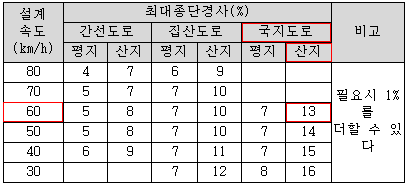 설계
속도
(km/h)
최대종단경사(%)
비고
간선도로 집산도로 국지도로
평지 산지 평지 산지 평지 산지
80 4 7 6 9
70 5 7 7 10
60 5 8 7 10 7 13
50 5 8 7 10 7 14
40 6 9 7 11 7 15
30 7 12 8 16
필요시 1%
를
더할 수 있
다